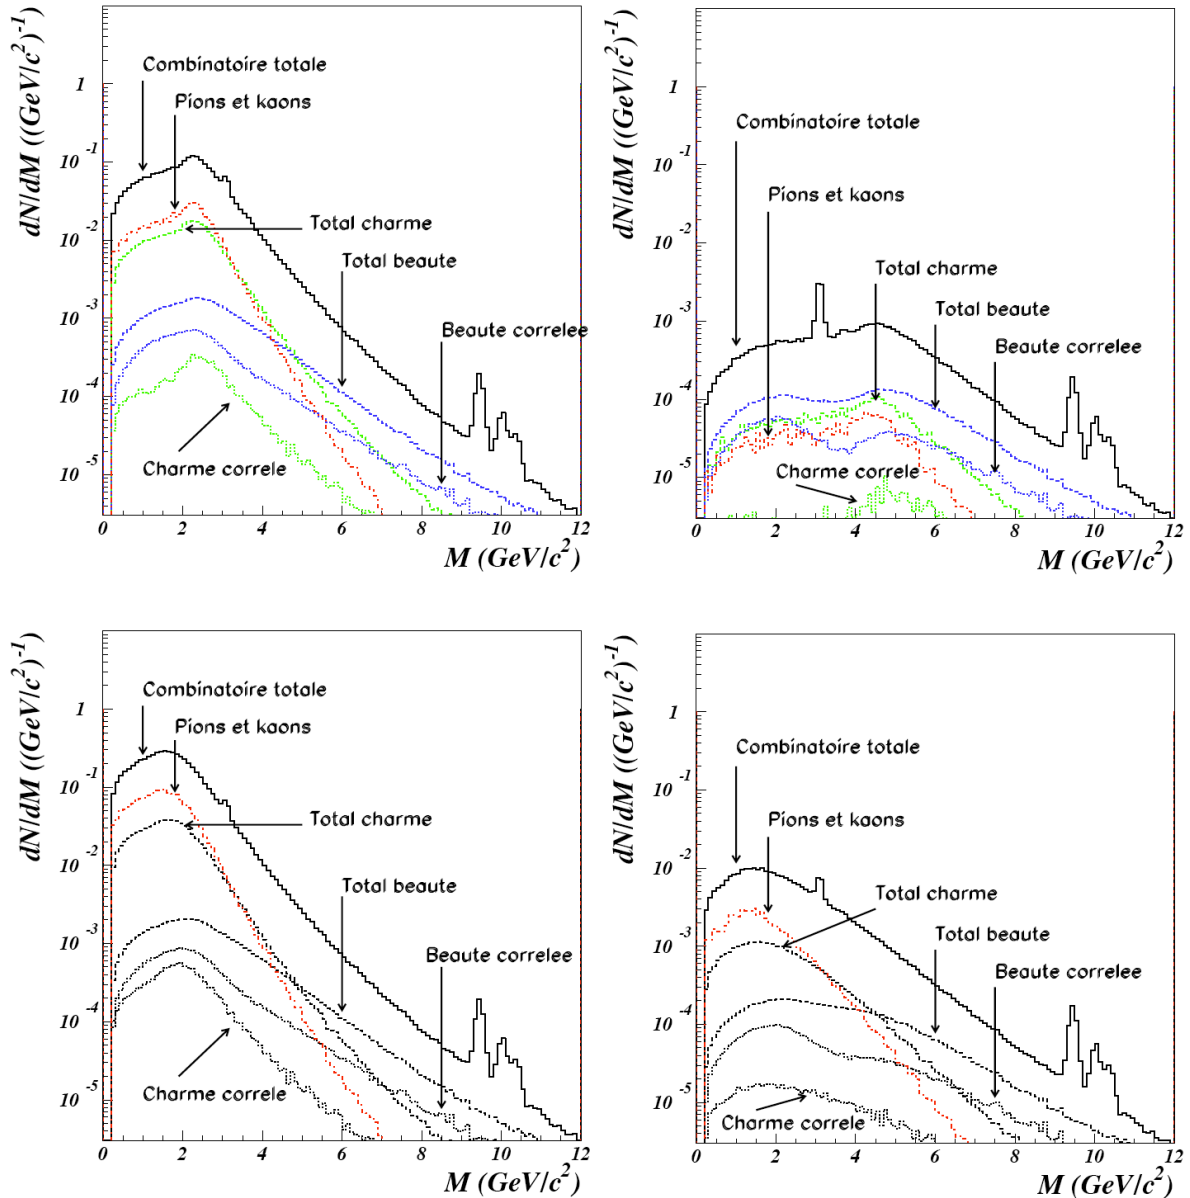 dN/dM ((GeV/c²)⁻¹)
Combinatoire totale
Pions et kaons
Total charme
Total beaute
Beaute correlee
Charme correle
1
10⁻¹
10⁻²
10⁻³
10⁻⁴
10⁻⁵
0 2 4 6 8 10 12
M (GeV/c²)
dN/dM ((GeV/c²)⁻¹)
Combinatoire totale
Pions et kaons
Total charme
Total beaute
Beaute correlee
Charme correle
1
10⁻¹
10⁻²
10⁻³
10⁻⁴
10⁻⁵
0 2 4 6 8 10 12
M (GeV/c²)
dN/dM ((GeV/c²)⁻¹)
Combinatoire totale
Pions et kaons
Total charme
Total beaute
Beaute correlee
Charme correle
1
10⁻¹
10⁻²
10⁻³
10⁻⁴
10⁻⁵
0 2 4 6 8 10 12
M (GeV/c²)
dN/dM ((GeV/c²)⁻¹)
Combinatoire totale
Pions et kaons
Total charme
Total beaute
Beaute correlee
Charme correle
1
10⁻¹
10⁻²
10⁻³
10⁻⁴
10⁻⁵
0 2 4 6 8 10 12
M (GeV/c²)